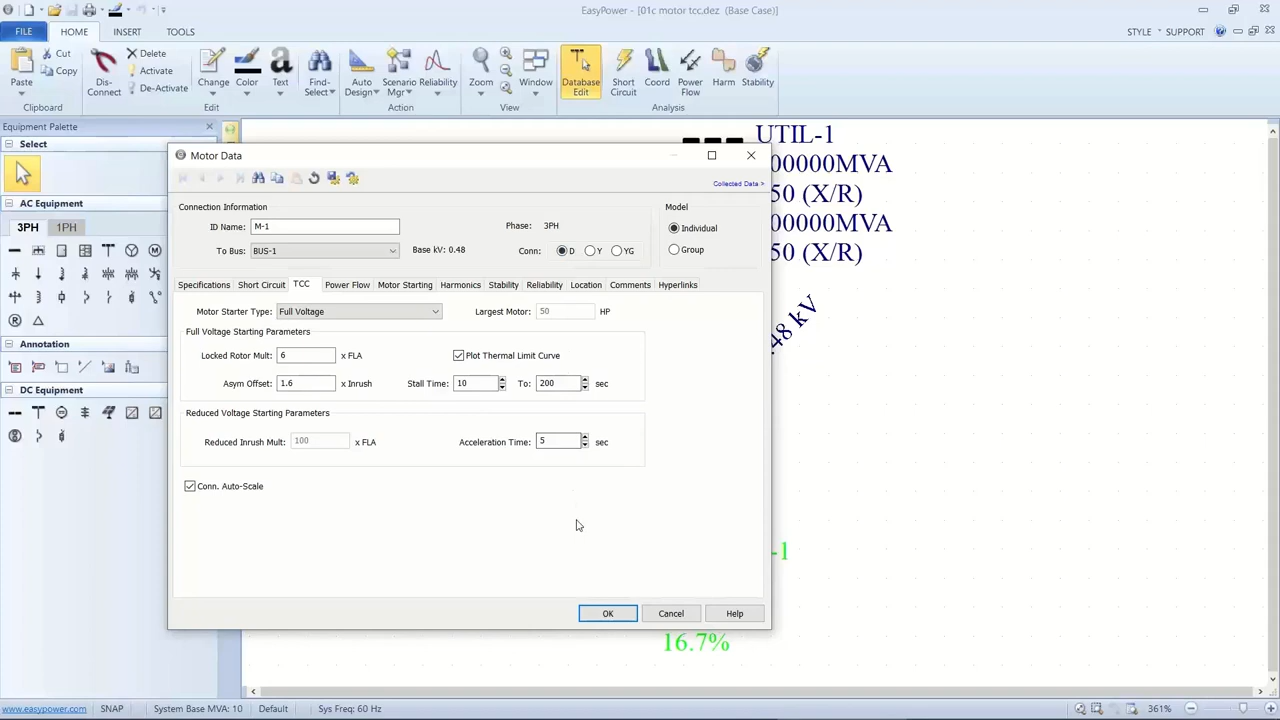 EasyPower - [01c motor tcc.dez (Base Case)]
FILE HOME INSERT TOOLS STYLE SUPPORT
Paste Cut Copy Clipboard
Dis-Connect Delete Activate De-Activate Change Color Text Find-Select Edit
Auto Design Scenario Mgr Reliability Action
Zoom Window View
Database Edit Short Circuit Coord Power Flow Harm Stability Analysis
Equipment Palette
Select
AC Equipment
3PH 1PH
Annotation
DC Equipment
UTIL-1
00000MVA
50 (X/R)
00000MVA
50 (X/R)
.48 kV
-1
16.7%
Motor Data
Collected Data >
Connection Information
ID Name: M-1 Phase: 3PH
To Bus: BUS-1 Base kV: 0.48 Conn: D Y YG
Model
Individual
Group
Specifications Short Circuit TCC Power Flow Motor Starting Harmonics Stability Reliability Location Comments Hyperlinks
Motor Starter Type: Full Voltage Largest Motor: 50 HP
Full Voltage Starting Parameters
Locked Rotor Mult: 6 x FLA Plot Thermal Limit Curve
Asym Offset: 1.6 x Inrush Stall Time: 10 To: 200 sec
Reduced Voltage Starting Parameters
Reduced Inrush Mult: 100 x FLA Acceleration Time: 5 sec
Conn. Auto-Scale
OK Cancel Help
www.easypower.com SNAP System Base MVA: 10 Default Sys Freq: 60 Hz 361%